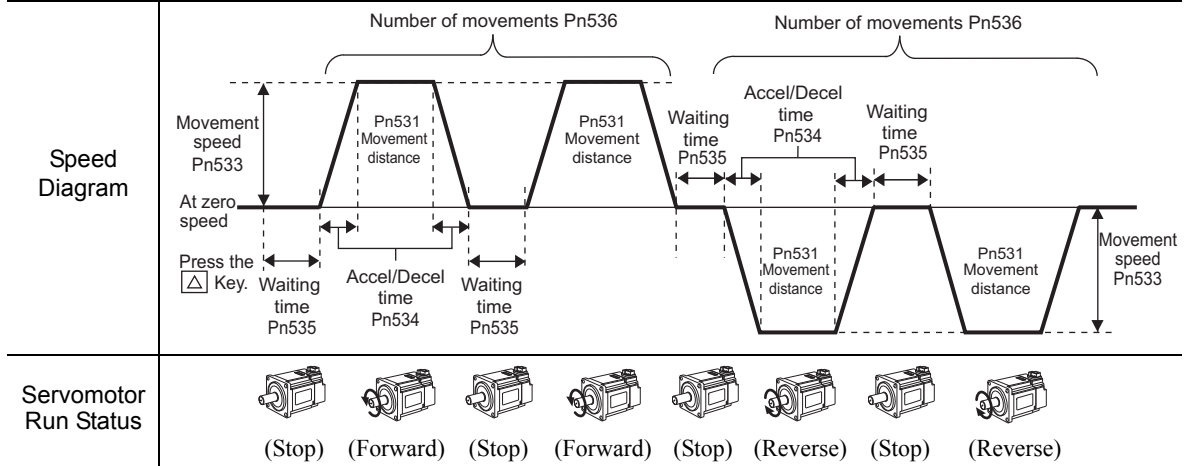 Number of movements Pn536
Number of movements Pn536
Speed
Diagram
Movement
speed
Pn533
Pn531
Movement
distance
Pn531
Movement
distance
Waiting
time
Pn535
Accel/Decel
time
Pn534
Waiting
time
Pn535
At zero
speed
Press the
△ Key.
Waiting
time
Pn535
Accel/Decel
time
Pn534
Waiting
time
Pn535
Pn531
Movement
distance
Pn531
Movement
distance
Movement
speed
Pn533
Servomotor
Run Status
(Stop) (Forward) (Stop) (Forward) (Stop) (Reverse) (Stop) (Reverse)